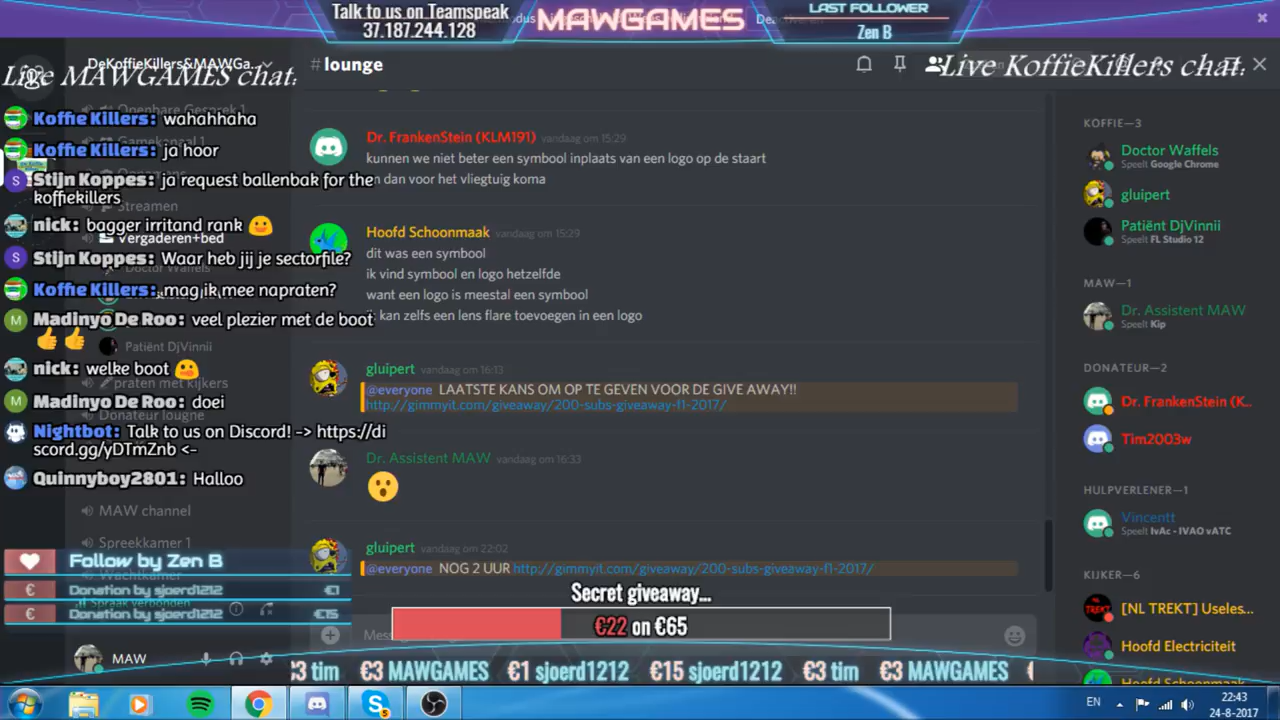 Talk to us on Teamspeak
37.187.244.128
MAWGAMES
LAST FOLLOWER
Zen B
DeKoffieKillers&MAWGa...
# lounge
Live MAWGAMES chat:
Live KoffieKillers chat:
Openbare Gesprek 1
Koffie Killers: wahahhaha
Koffie Killers: ja hoor
Stijn Koppes: ja request ballenbak for the
koffiekillers
Streamen
nick: bagger irritand rank
Vergaderen+bed
Doctor Waffels
Stijn Koppes: Waar heb jij je sectorfile?
Koffie Killers: mag ik mee napraten?
Madinyo De Roo: veel plezier met de boot
👍 👍
Patiënt DjVinnii
nick: welke boot
praten met kijkers
Madinyo De Roo: doei
Donateur lougne
Nightbot: Talk to us on Discord! -> https://di
scord.gg/yDTmZnb <-
Quinnyboy2801: Halloo
MAW channel
Spreekkamer 1
Follow by Zen B
Donation by sjoerd1212 €1
Spraak verbonden
Donation by sjoerd1212 €15
MAW
Dr. FrankenStein (KLM191) vandaag om 15:29
kunnen we niet beter een symbool inplaats van een logo op de staart
en dan voor het vliegtuig koma
Hoofd Schoonmaak vandaag om 15:29
dit was een symbool
ik vind symbool en logo hetzelfde
want een logo is meestal een symbool
kan zelfs een lens flare toevoegen in een logo
gluipert vandaag om 16:13
@everyone LAATSTE KANS OM OP TE GEVEN VOOR DE GIVE AWAY!!
http://gimmyit.com/giveaway/200-subs-giveaway-f1-2017/
Dr. Assistent MAW vandaag om 16:33
gluipert vandaag om 22:02
@everyone NOG 2 UUR http://gimmyit.com/giveaway/200-subs-giveaway-f1-2017/
Secret giveaway...
€22 on €65
KOFFIE—3
Doctor Waffels
Speelt Google Chrome
gluipert
Patiënt DjVinnii
Speelt FL Studio 12
MAW—1
Dr. Assistent MAW
Speelt Kip
DONATEUR—2
Dr. FrankenStein (K...
Tim2003w
HULPVERLENER—1
Vincentt
Speelt IvAc - IVAO vATC
KIJKER—6
[NL TREKT] Useles...
Hoofd Electriciteit
Hoofd Schoonmaak
€3 tim €3 MAWGAMES €1 sjoerd1212 €15 sjoerd1212 €3 tim €3 MAWGAMES
EN
22:43
24-8-2017